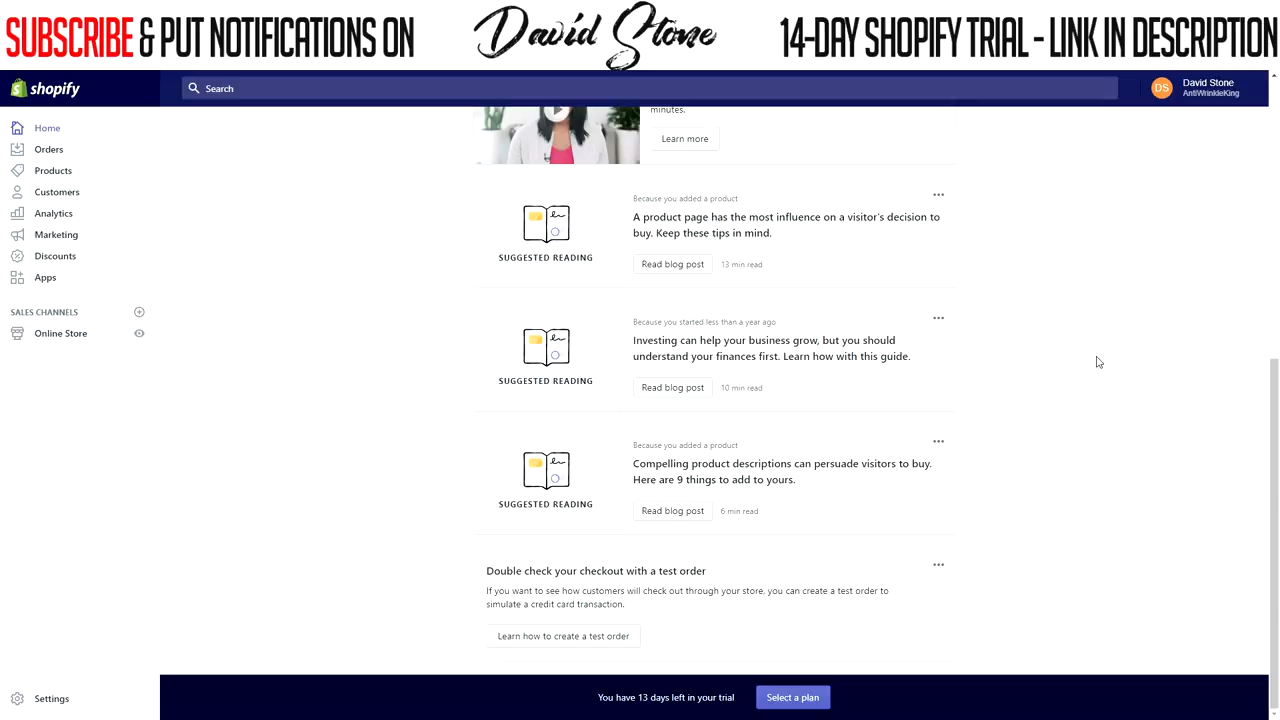 SUBSCRIBE & PUT NOTIFICATIONS ON
David Stone
14-DAY SHOPIFY TRIAL - LINK IN DESCRIPTION
shopify
Search
DS
David Stone
AntiWrinkleKing
Home
Orders
Products
Customers
Analytics
Marketing
Discounts
Apps
SALES CHANNELS
Online Store
Settings
minutes.
Learn more
Because you added a product
A product page has the most influence on a visitor's decision to
buy. Keep these tips in mind.
SUGGESTED READING
Read blog post
13 min read
Because you started less than a year ago
Investing can help your business grow, but you should
understand your finances first. Learn how with this guide.
SUGGESTED READING
Read blog post
10 min read
Because you added a product
Compelling product descriptions can persuade visitors to buy.
Here are 9 things to add to yours.
SUGGESTED READING
Read blog post
6 min read
Double check your checkout with a test order
If you want to see how customers will check out through your store, you can create a test order to
simulate a credit card transaction.
Learn how to create a test order
You have 13 days left in your trial
Select a plan